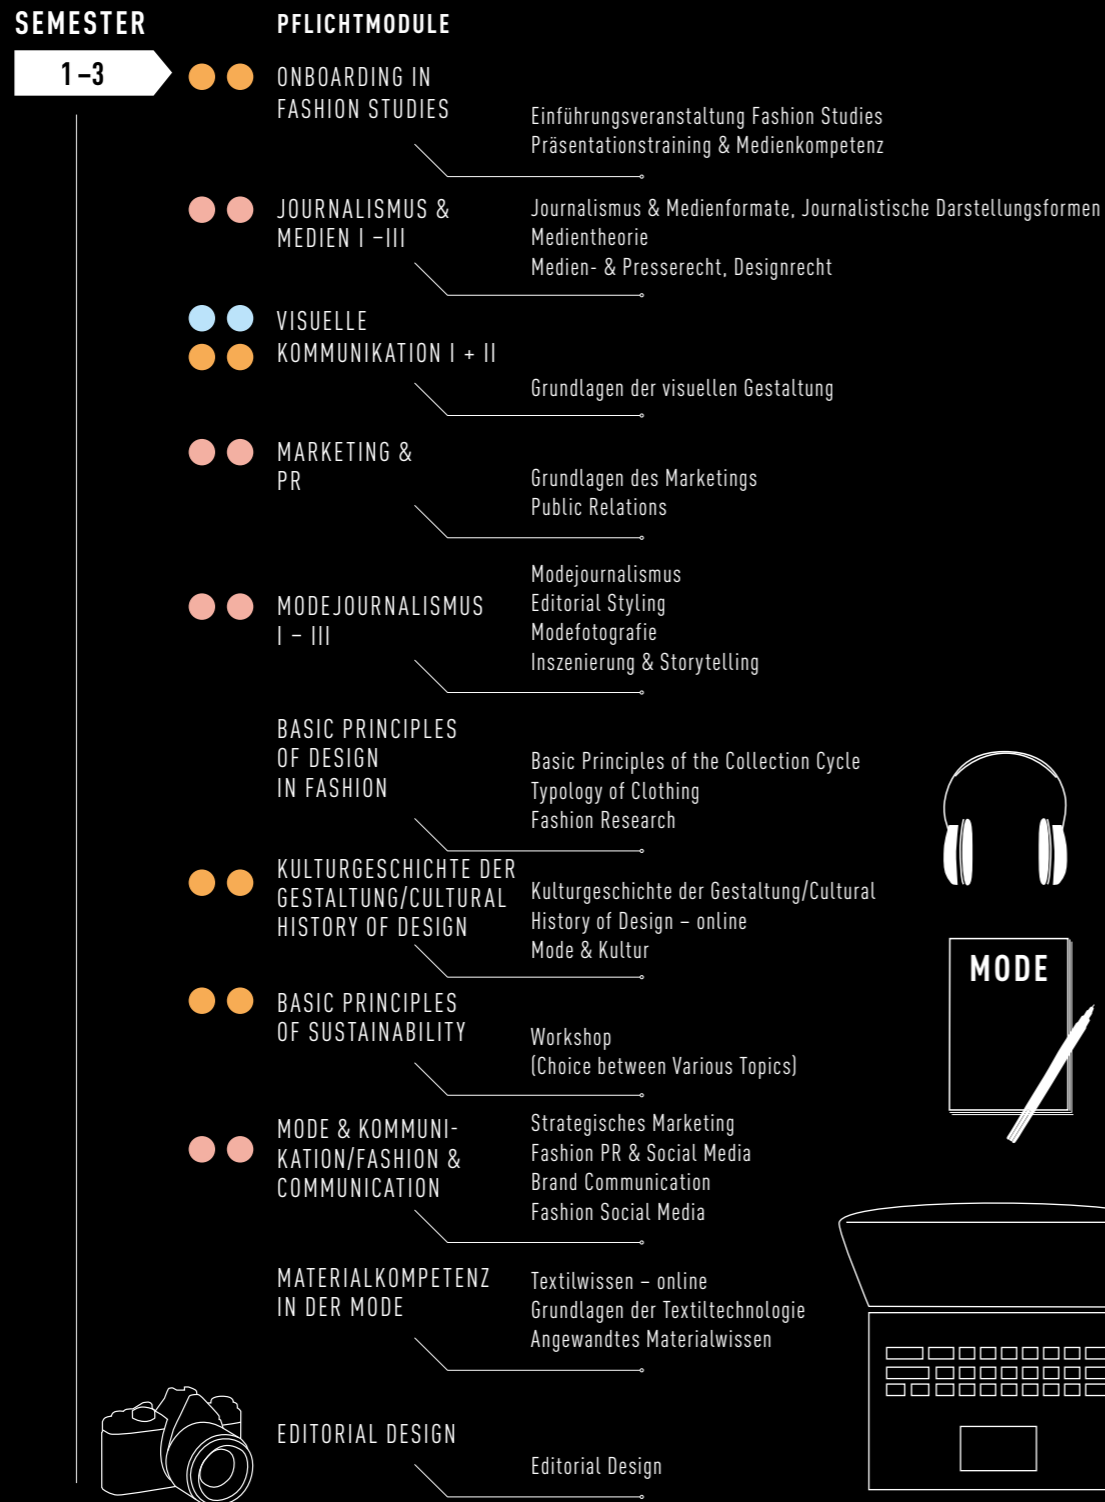 SEMESTER
PFLICHTMODULE
1–3
ONBOARDING IN
FASHION STUDIES
Einführungsveranstaltung Fashion Studies
Präsentationstraining & Medienkompetenz
JOURNALISMUS &
MEDIEN I –III
Journalismus & Medienformate, Journalistische Darstellungsformen
Medientheorie
Medien- & Presserecht, Designrecht
VISUELLE
KOMMUNIKATION I + II
Grundlagen der visuellen Gestaltung
MARKETING &
PR
Grundlagen des Marketings
Public Relations
MODEJOURNALISMUS
I – III
Modejournalismus
Editorial Styling
Modefotografie
Inszenierung & Storytelling
BASIC PRINCIPLES
OF DESIGN
IN FASHION
Basic Principles of the Collection Cycle
Typology of Clothing
Fashion Research
KULTURGESCHICHTE DER
GESTALTUNG/CULTURAL
HISTORY OF DESIGN
Kulturgeschichte der Gestaltung/Cultural
History of Design – online
Mode & Kultur
MODE
BASIC PRINCIPLES
OF SUSTAINABILITY
Workshop
(Choice between Various Topics)
MODE & KOMMUNI-
KATION/FASHION &
COMMUNICATION
Strategisches Marketing
Fashion PR & Social Media
Brand Communication
Fashion Social Media
MATERIALKOMPETENZ
IN DER MODE
Textilwissen – online
Grundlagen der Textiltechnologie
Angewandtes Materialwissen
EDITORIAL DESIGN
Editorial Design